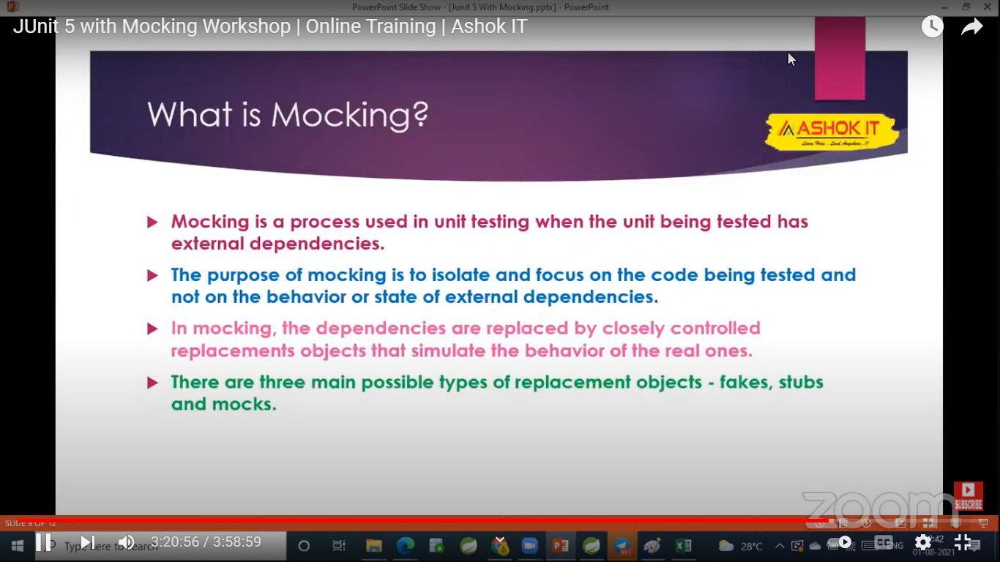 PowerPoint Slide Show - [Junit 5 With Mocking.pptx] - PowerPoint
JUnit 5 with Mocking Workshop | Online Training | Ashok IT
What is Mocking?
ASHOK IT
Learn Here... Lead Anywhere..!!
Mocking is a process used in unit testing when the unit being tested has
external dependencies.
The purpose of mocking is to isolate and focus on the code being tested and
not on the behavior or state of external dependencies.
In mocking, the dependencies are replaced by closely controlled
replacements objects that simulate the behavior of the real ones.
There are three main possible types of replacement objects - fakes, stubs
and mocks.
zoom
SUBSCRIBE
SLIDE 9 OF 12
Type here to search
3:20:56 / 3:58:59
991
28°C
CC
ENG
01-08-2021